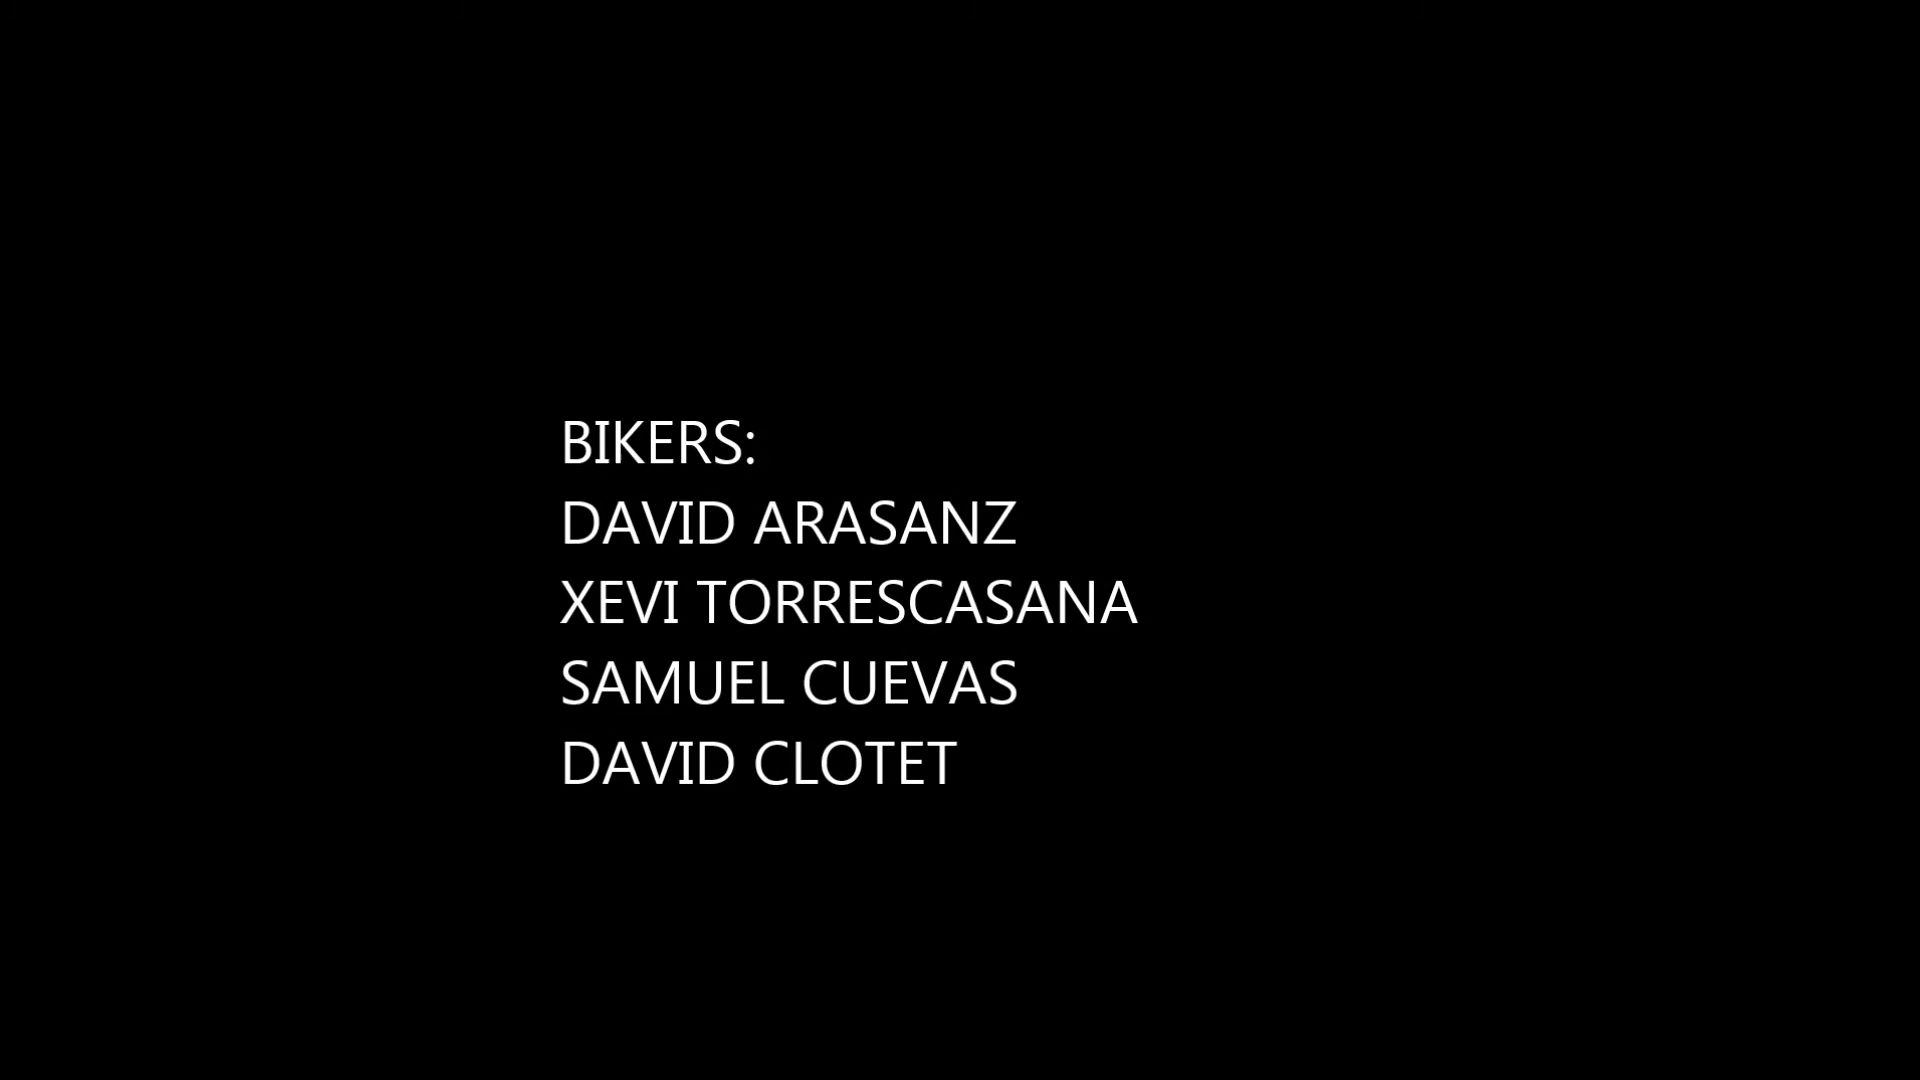 BIKERS:
DAVID ARASANZ
XEVI TORRESCASANA
SAMUEL CUEVAS
DAVID CLOTET